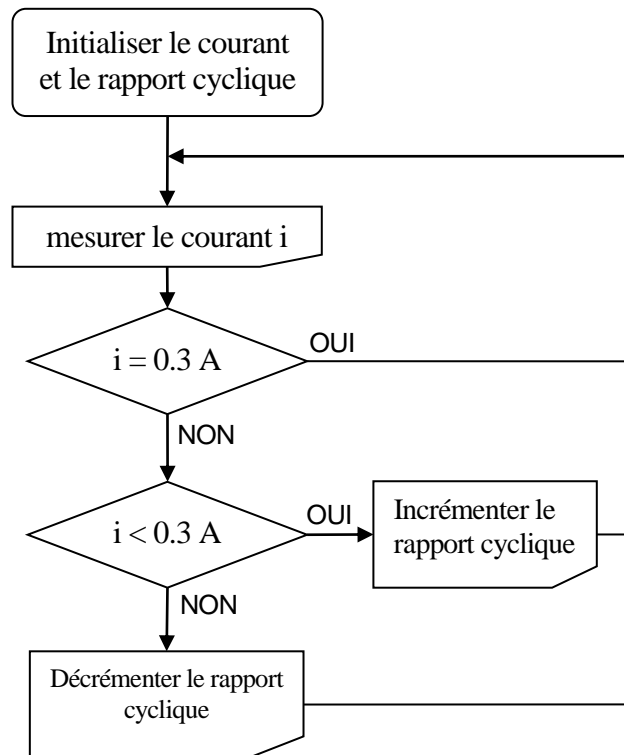 Initialiser le courant
et le rapport cyclique
mesurer le courant i
i = 0.3 A
OUI
NON
i < 0.3 A
OUI
Incrémenter le
rapport cyclique
NON
Décrémenter le rapport
cyclique